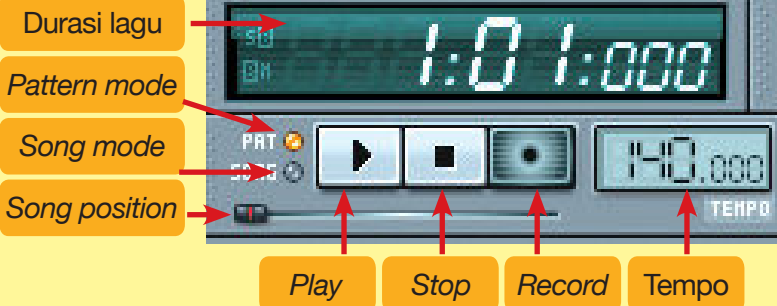 Durasi lagu
1:01:000
Pattern mode
PAT
Song mode
Song position
140.000
TEMPO
Play
Stop
Record
Tempo